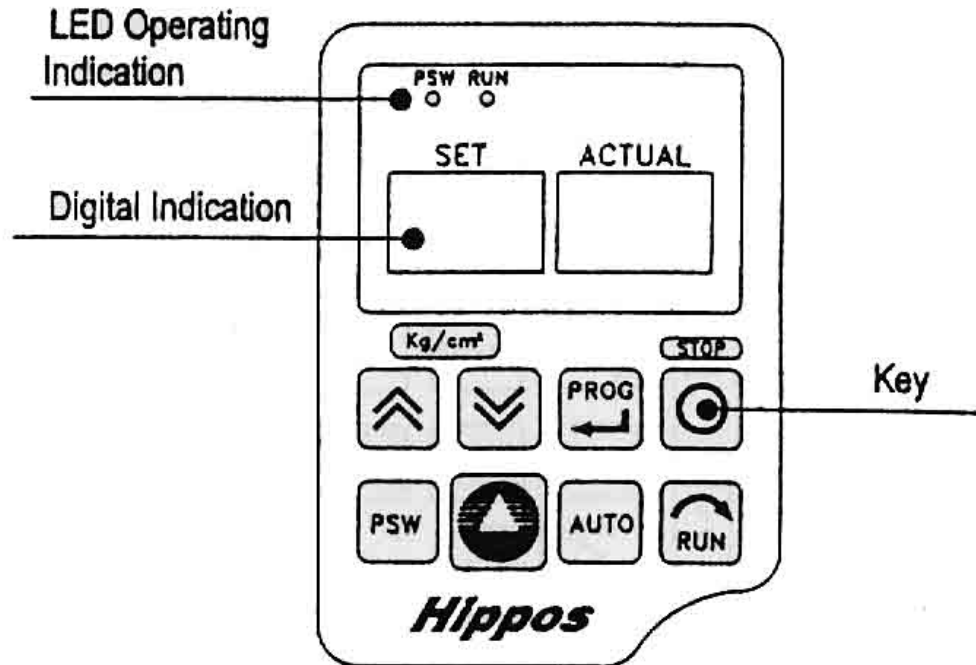 LED Operating
Indication
PSW RUN
SET ACTUAL
Digital Indication
Kg/cm²
STOP
PROG
Key
PSW AUTO RUN
Hippos